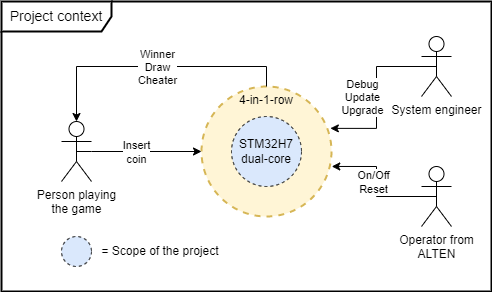 Project context
Winner
Draw
Cheater
4-in-1-row
STM32H7
dual-core
Insert
coin
Person playing
the game
Debug
Update
Upgrade
System engineer
On/Off
Reset
Operator from
ALTEN
= Scope of the project